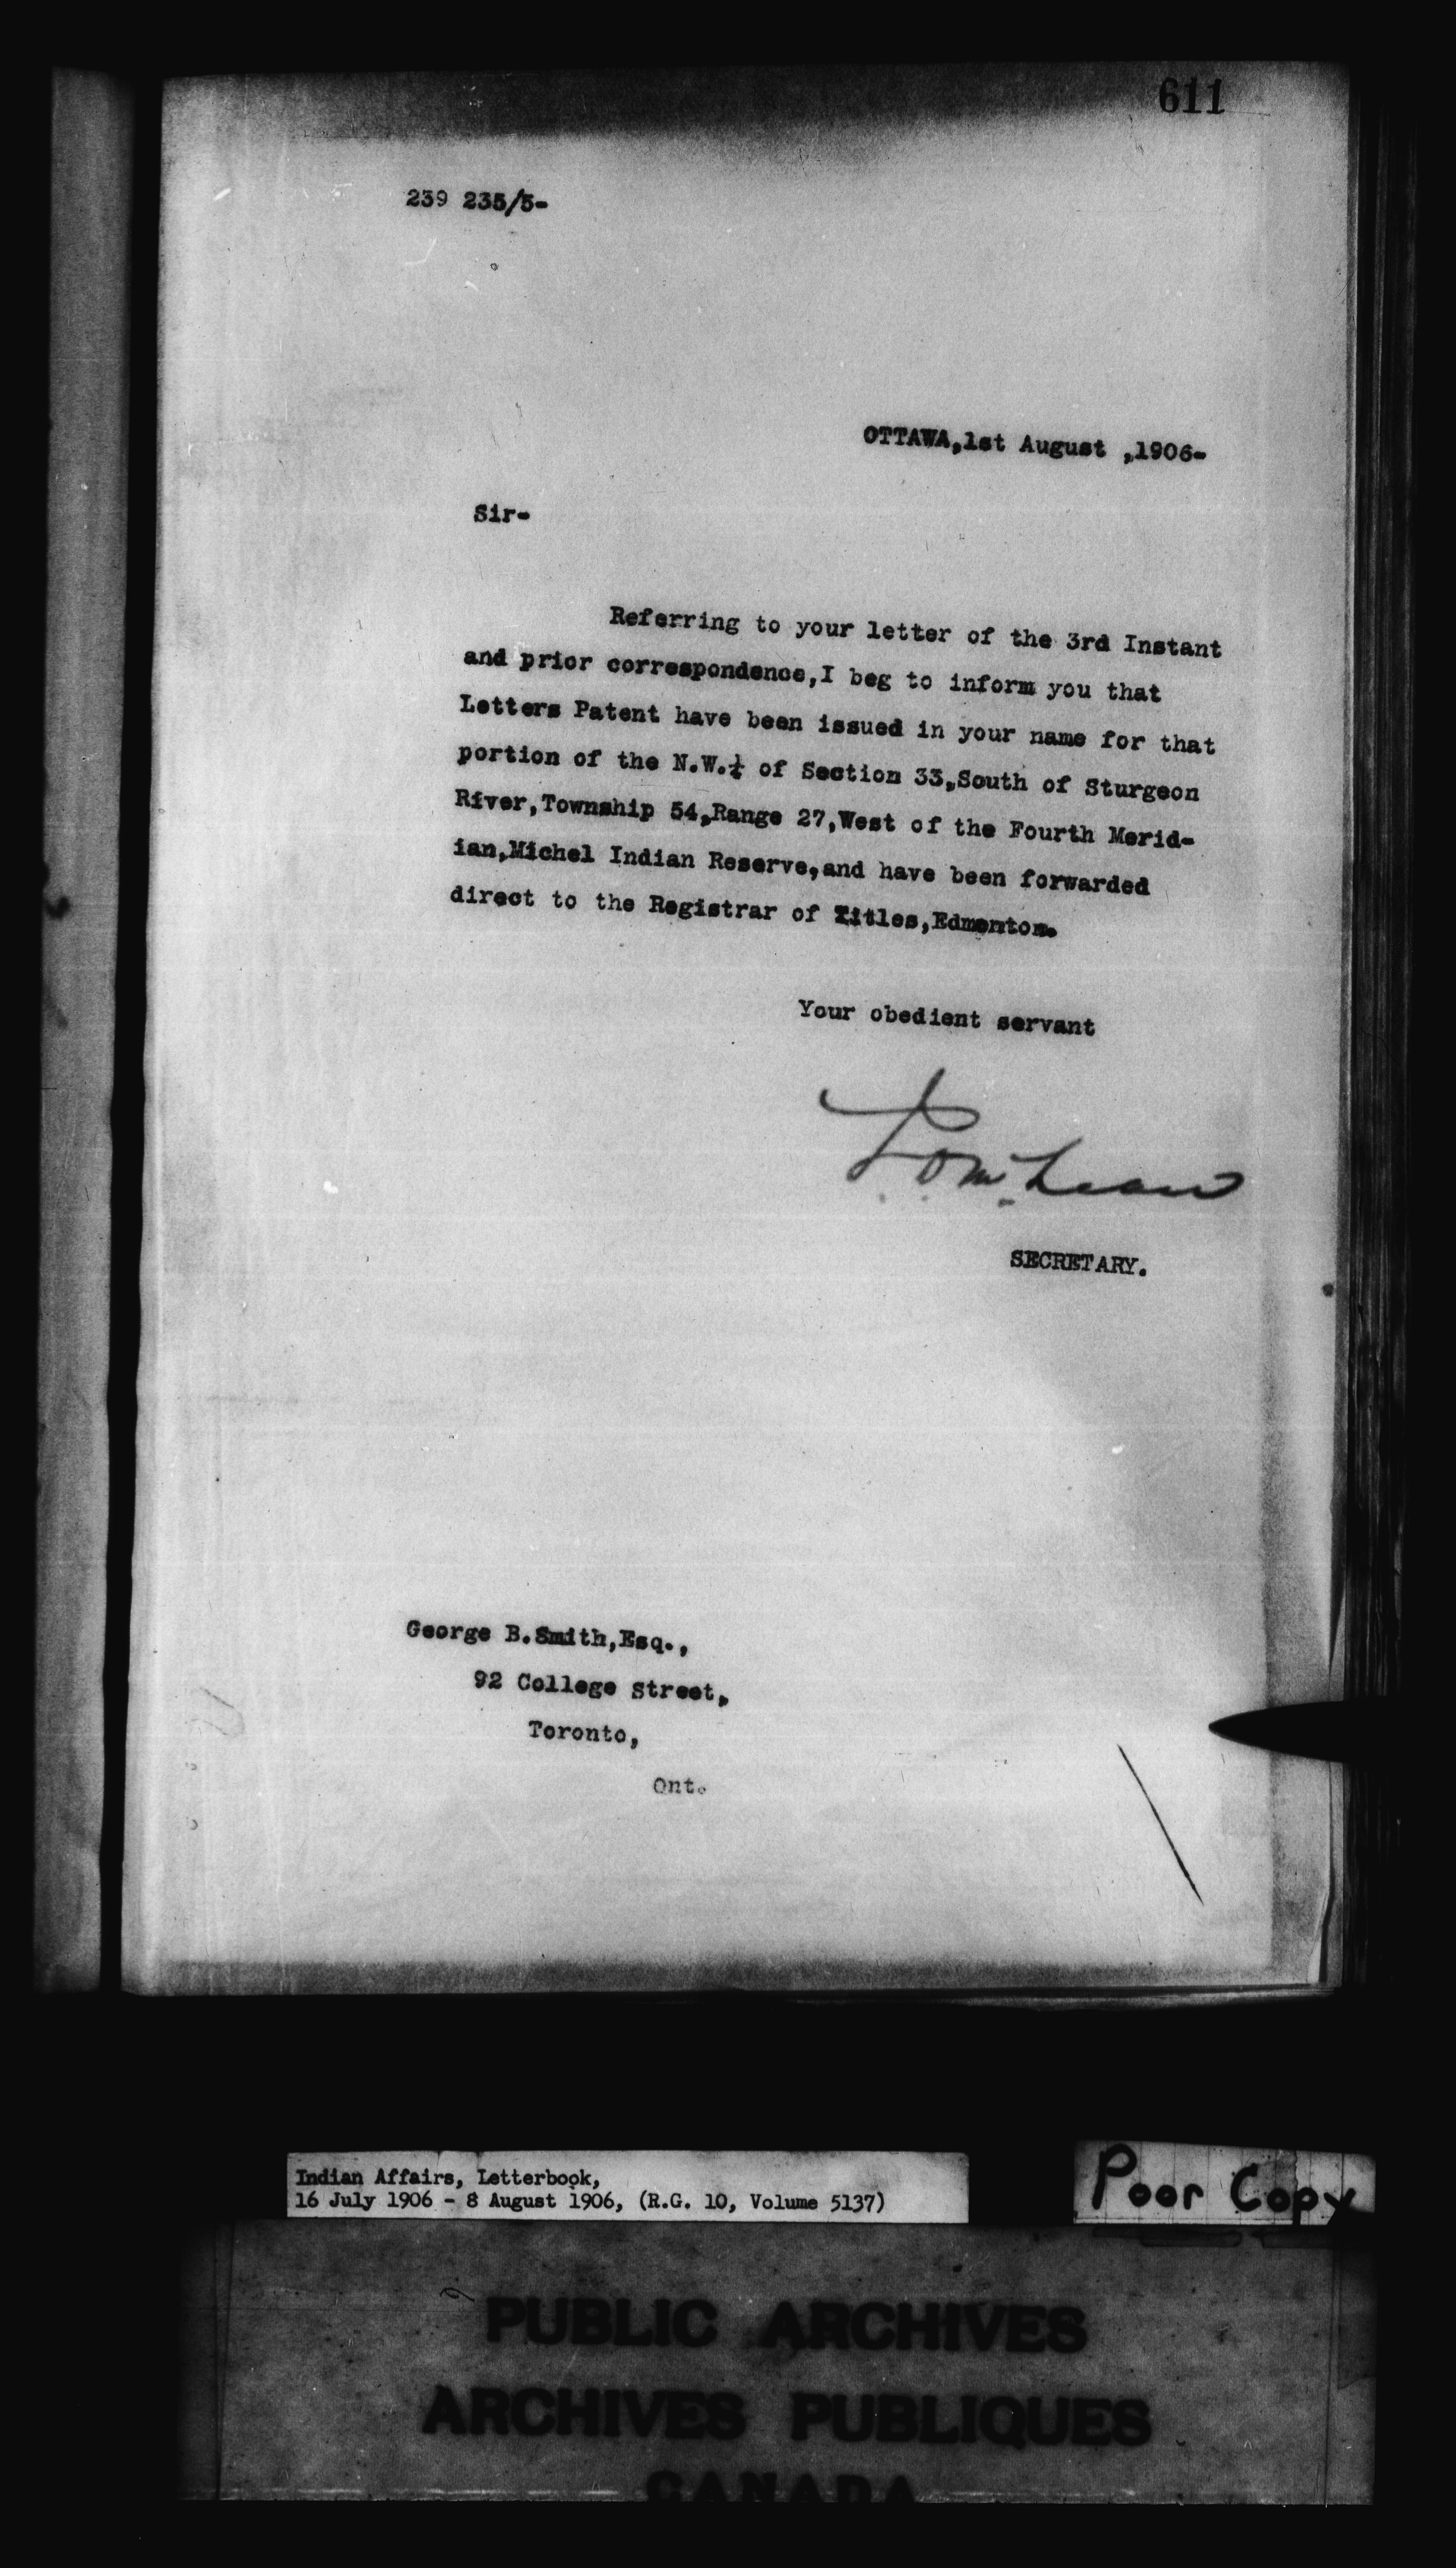 611
239 235/5-
OTTAWA,1st August ,1906-
Sir-
Referring to your letter of the 3rd Instant
and prior correspondence,I beg to inform you that
Letters Patent have been issued in your name for that
portion of the N.W.¼ of Section 33,South of Sturgeon
River,Township 54,Range 27,West of the Fourth Merid-
ian,Michel Indian Reserve,and have been forwarded
direct to the Registrar of Titles,Edmonton.
Your obedient servant
J. D. McLean
SECRETARY.
George B.Smith,Esq.,
92 College street,
Toronto,
Ont.
Indian Affairs, Letterbook,
16 July 1906 - 8 August 1906, (R.G. 10, Volume 5137)
Poor Copy
PUBLIC ARCHIVES
ARCHIVES PUBLIQUES
CANADA